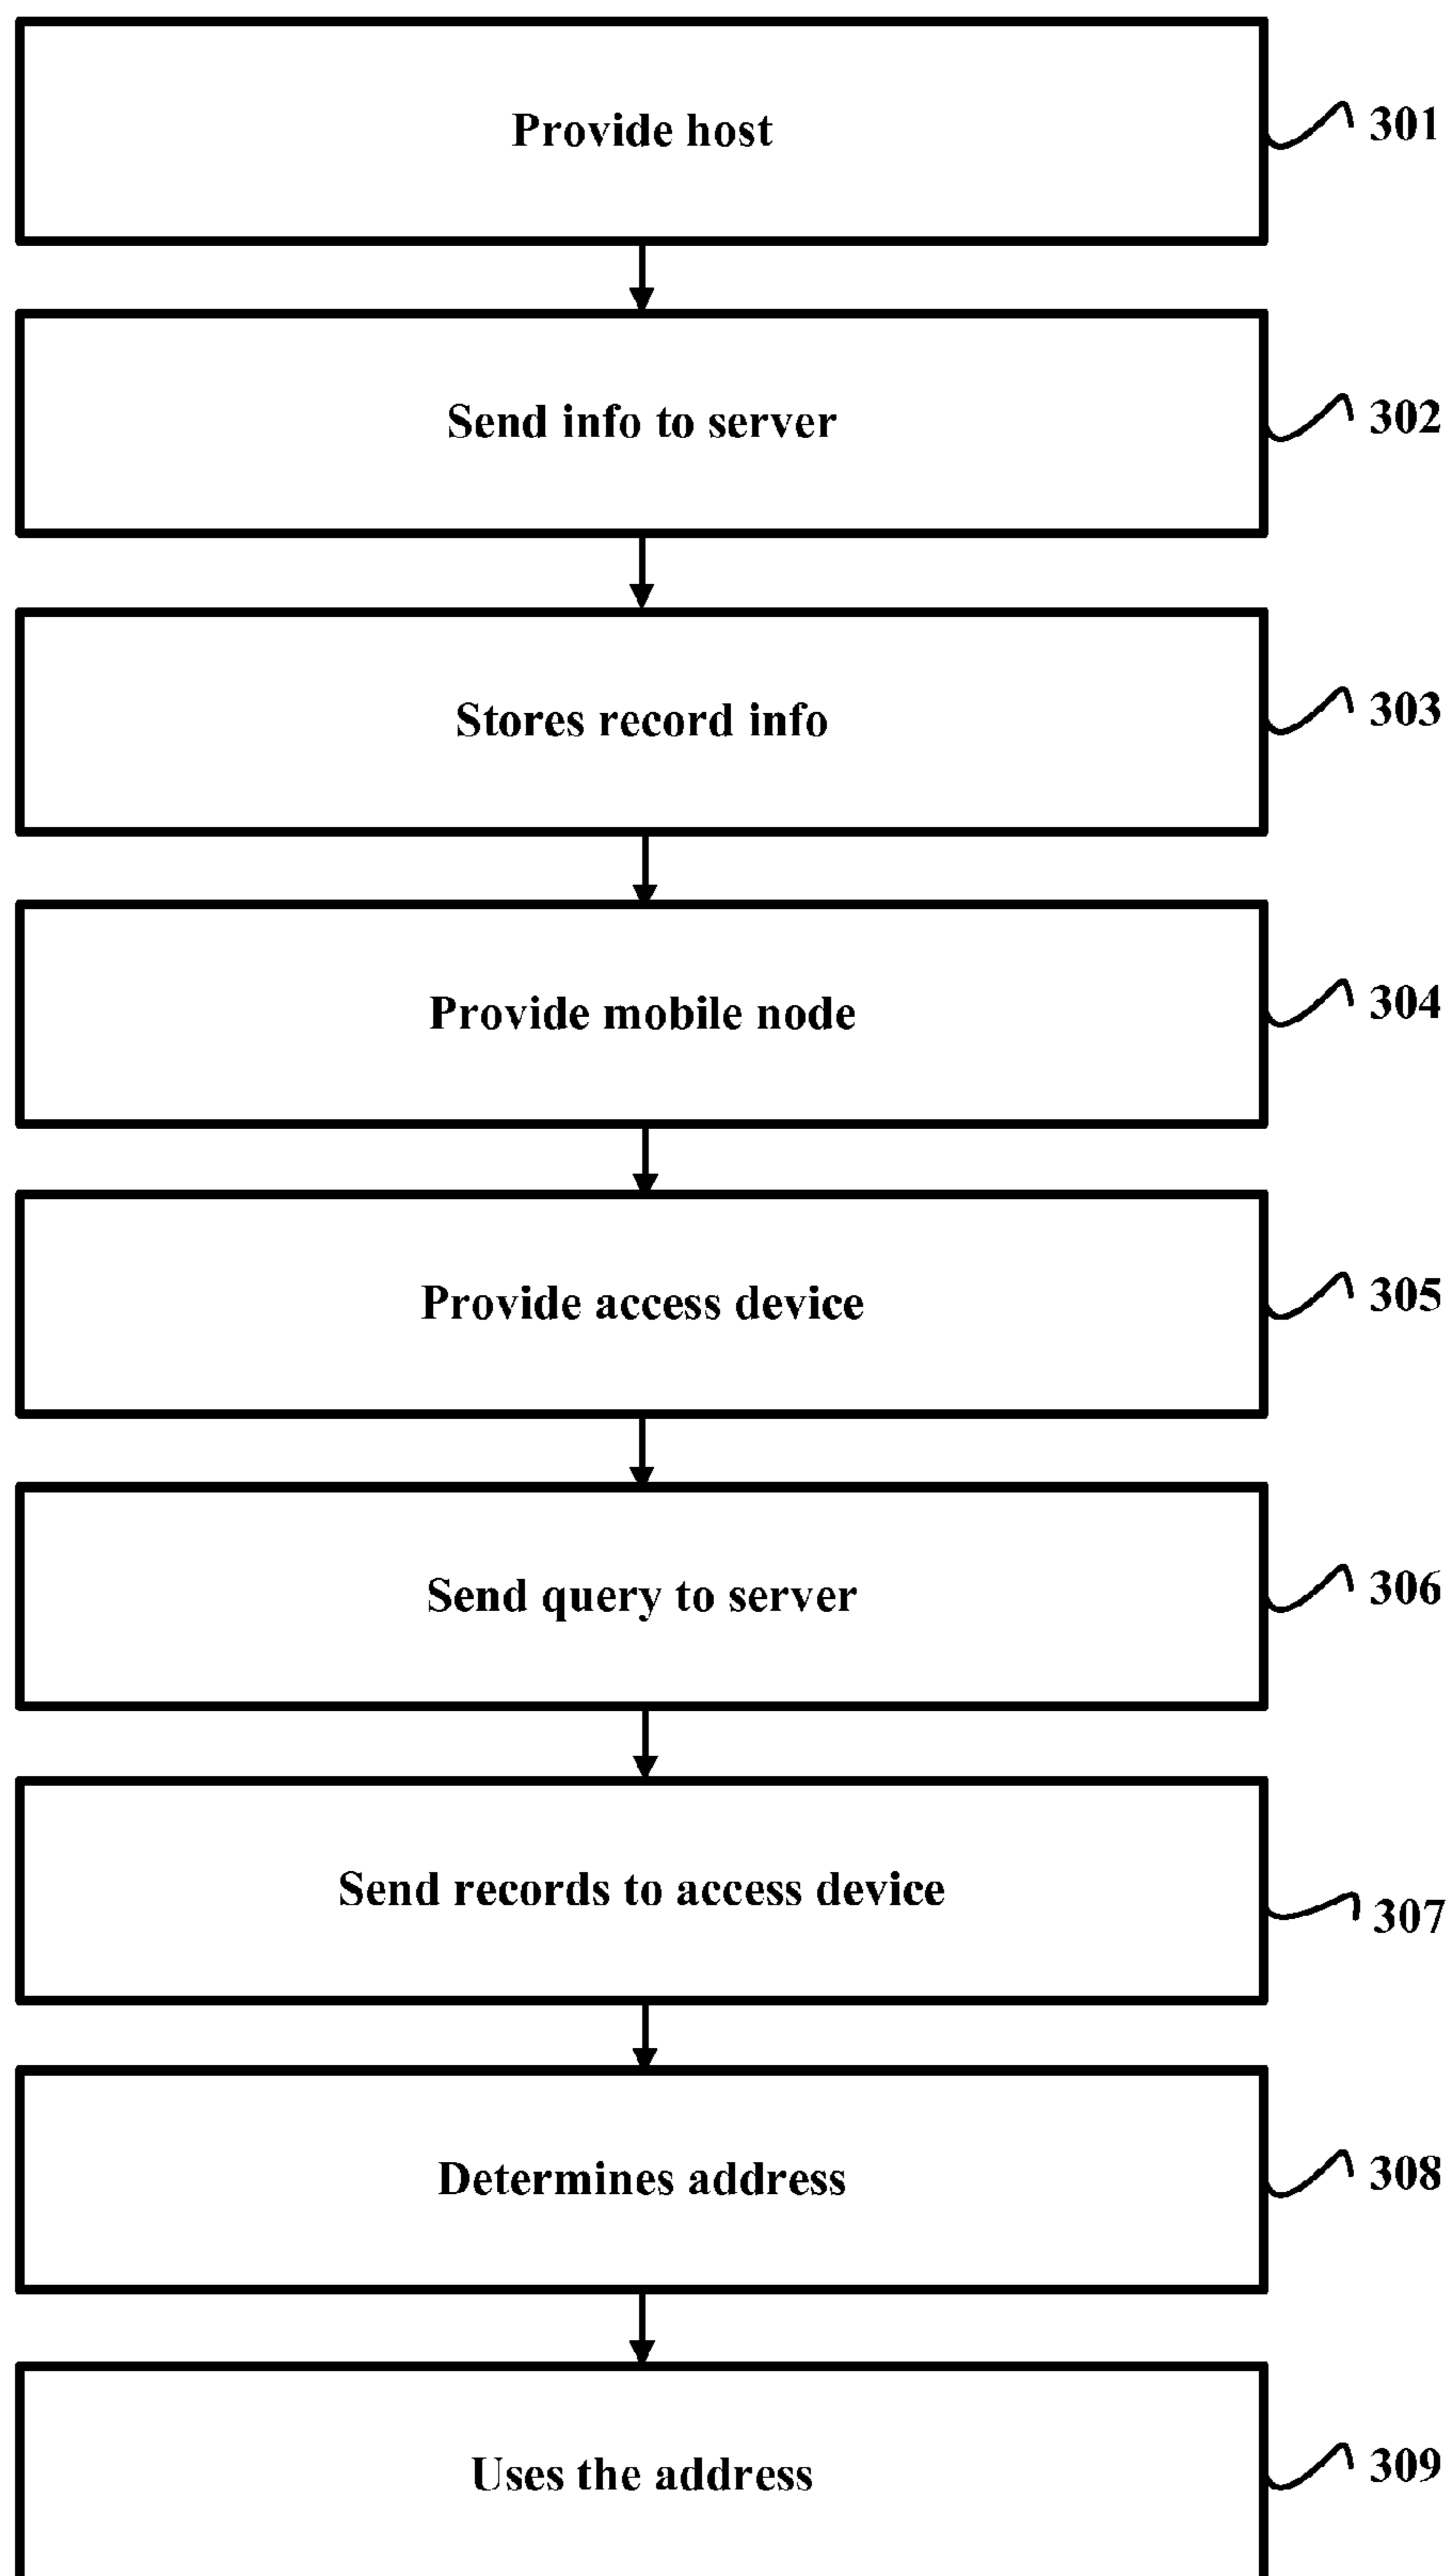 Provide host 301
Send info to server 302
Stores record info 303
Provide mobile node 304
Provide access device 305
Send query to server 306
Send records to access device 307
Determines address 308
Uses the address 309